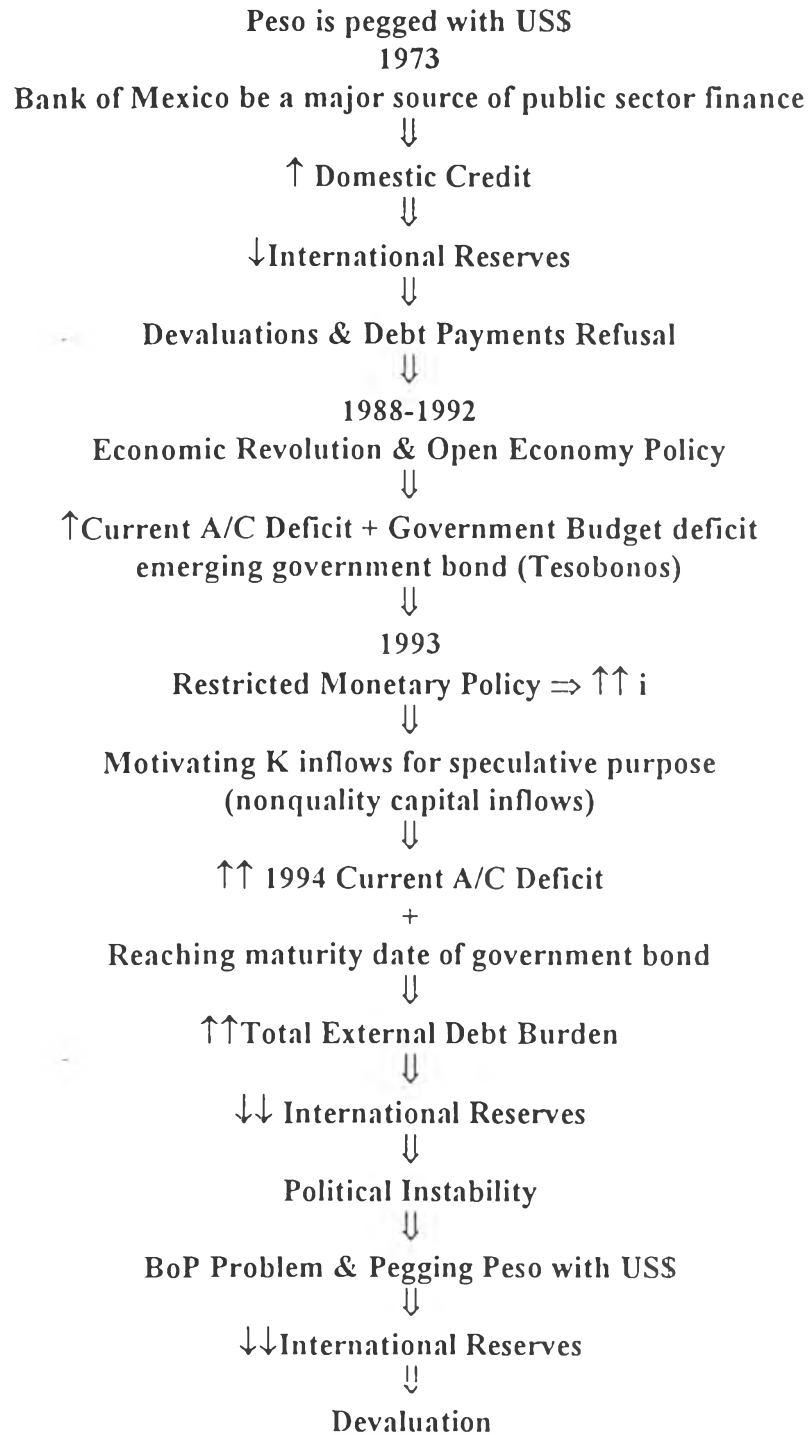 Peso is pegged with US$
1973
Bank of Mexico be a major source of public sector finance
⇓
↑ Domestic Credit
⇓
↓International Reserves
⇓
Devaluations & Debt Payments Refusal
⇓
1988-1992
Economic Revolution & Open Economy Policy
⇓
↑Current A/C Deficit + Government Budget deficit
emerging government bond (Tesobonos)
⇓
1993
Restricted Monetary Policy ⇒ ↑↑ i
⇓
Motivating K inflows for speculative purpose
(nonquality capital inflows)
⇓
↑↑ 1994 Current A/C Deficit
+
Reaching maturity date of government bond
⇓
↑↑Total External Debt Burden
⇓
↓↓ International Reserves
⇓
Political Instability
⇓
BoP Problem & Pegging Peso with US$
⇓
↓↓International Reserves
⇓
Devaluation